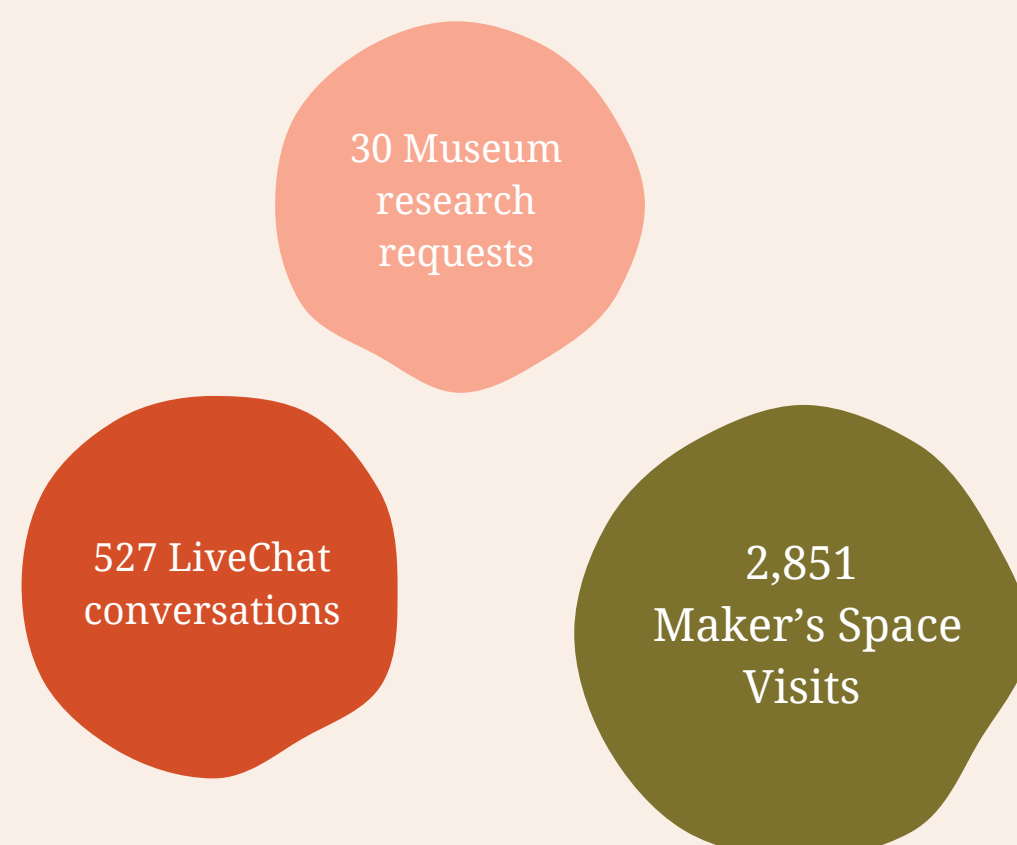 30 Museum
research
requests
527 LiveChat
conversations
2,851
Maker’s Space
Visits